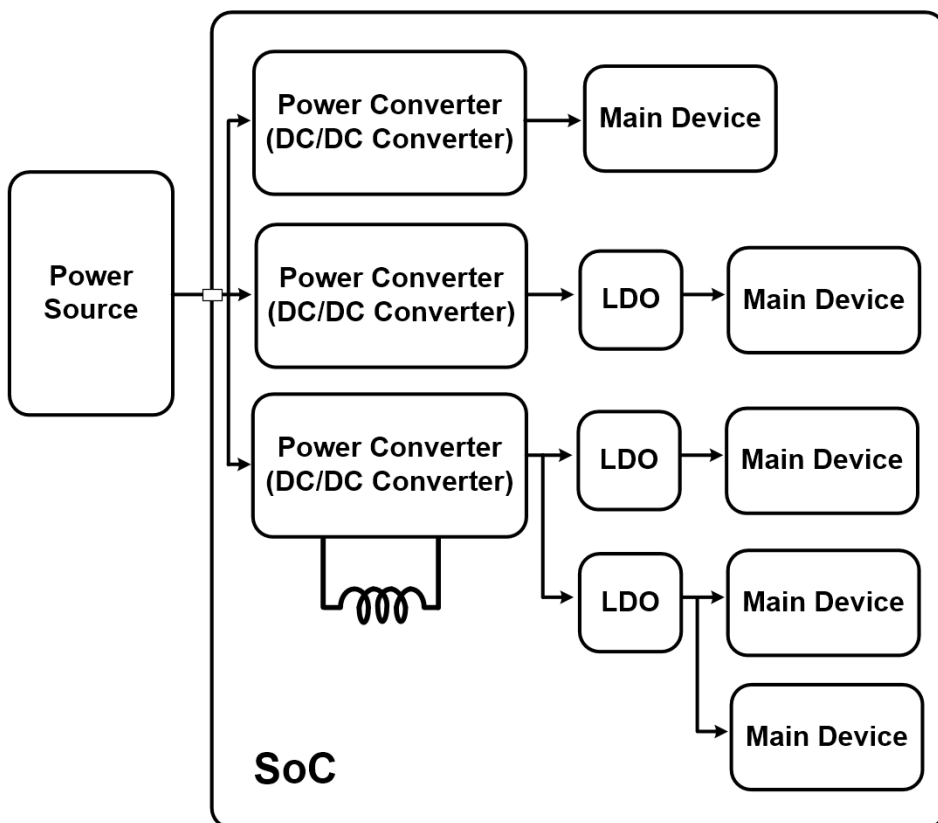 Power Converter
(DC/DC Converter)
Main Device
Power
Source
Power Converter
(DC/DC Converter)
LDO
Main Device
Power Converter
(DC/DC Converter)
LDO
Main Device
LDO
Main Device
Main Device
SoC